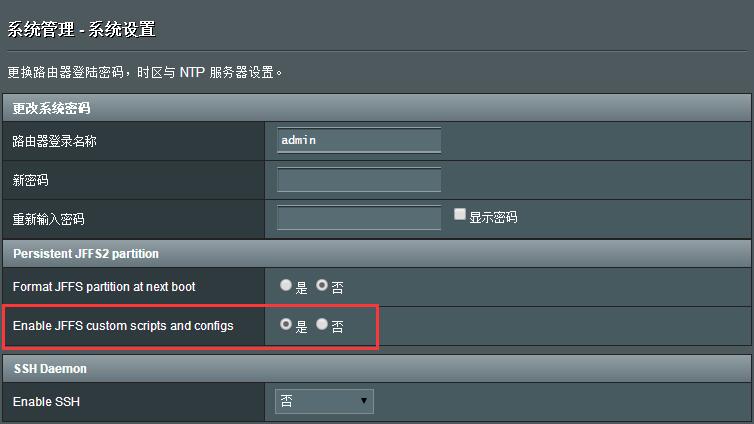 系统管理 - 系统设置
更换路由器登陆密码，时区与 NTP 服务器设置。
更改系统密码
路由器登录名称 admin
新密码
重新输入密码 显示密码
Persistent JFFS2 partition
Format JFFS partition at next boot 是 否
Enable JFFS custom scripts and configs 是 否
SSH Daemon
Enable SSH 否